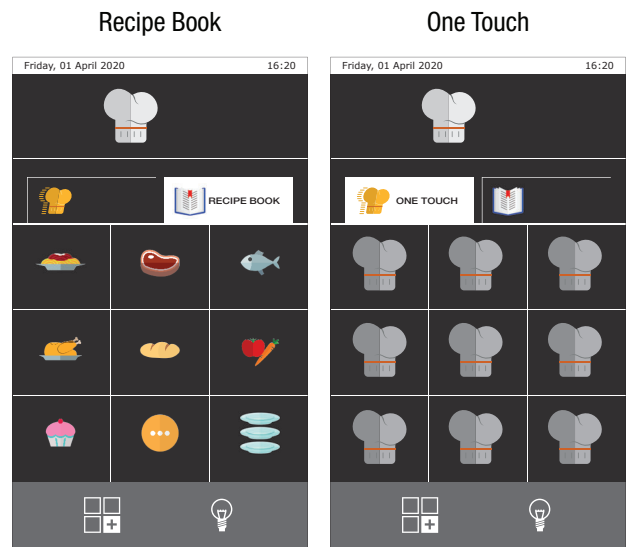 Recipe Book
One Touch
Friday, 01 April 2020 16:20
RECIPE BOOK
Friday, 01 April 2020 16:20
ONE TOUCH